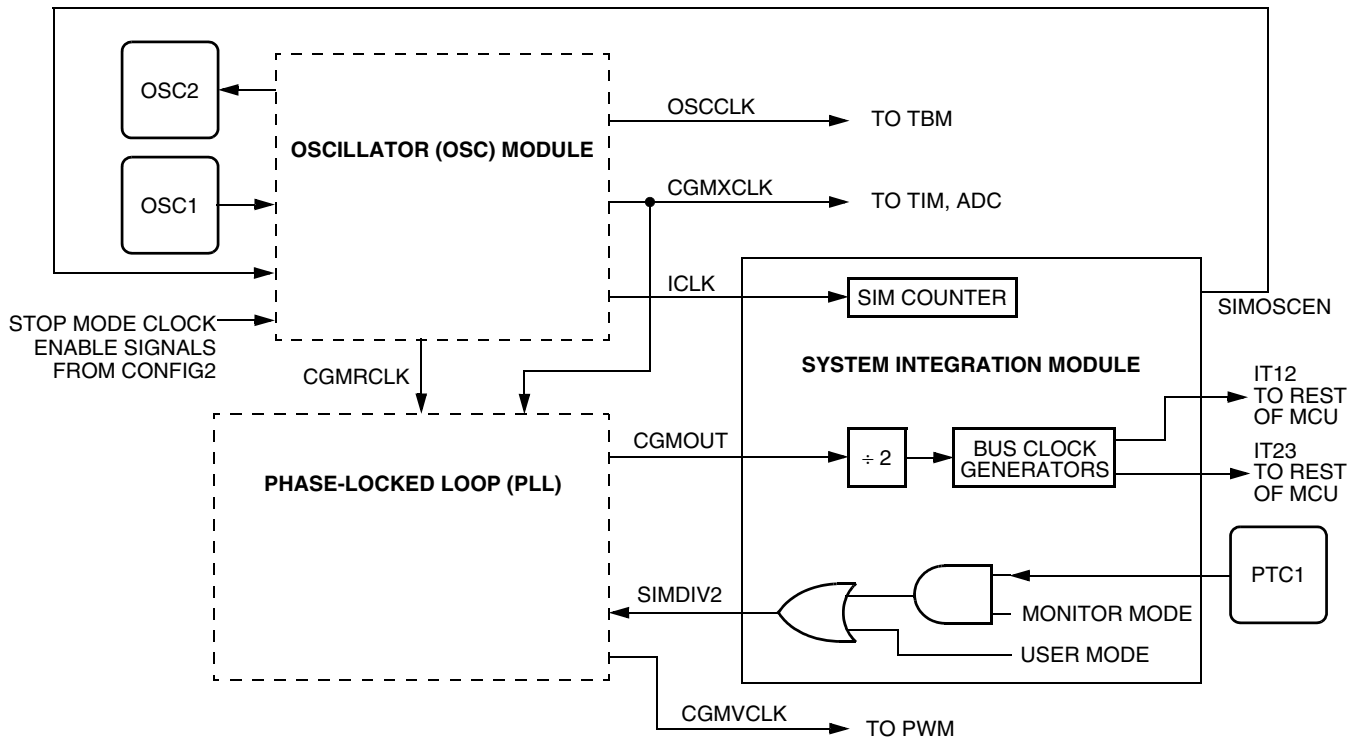 OSC2
OSCCLK
TO TBM
OSCILLATOR (OSC) MODULE
OSC1
CGMXCLK
TO TIM, ADC
ICLK
SIM COUNTER
SIMOSCEN
STOP MODE CLOCK
ENABLE SIGNALS
FROM CONFIG2
CGMRCLK
SYSTEM INTEGRATION MODULE
IT12
TO REST
OF MCU
CGMOUT
÷ 2
BUS CLOCK
GENERATORS
IT23
TO REST
OF MCU
PHASE-LOCKED LOOP (PLL)
PTC1
SIMDIV2
MONITOR MODE
USER MODE
CGMVCLK
TO PWM